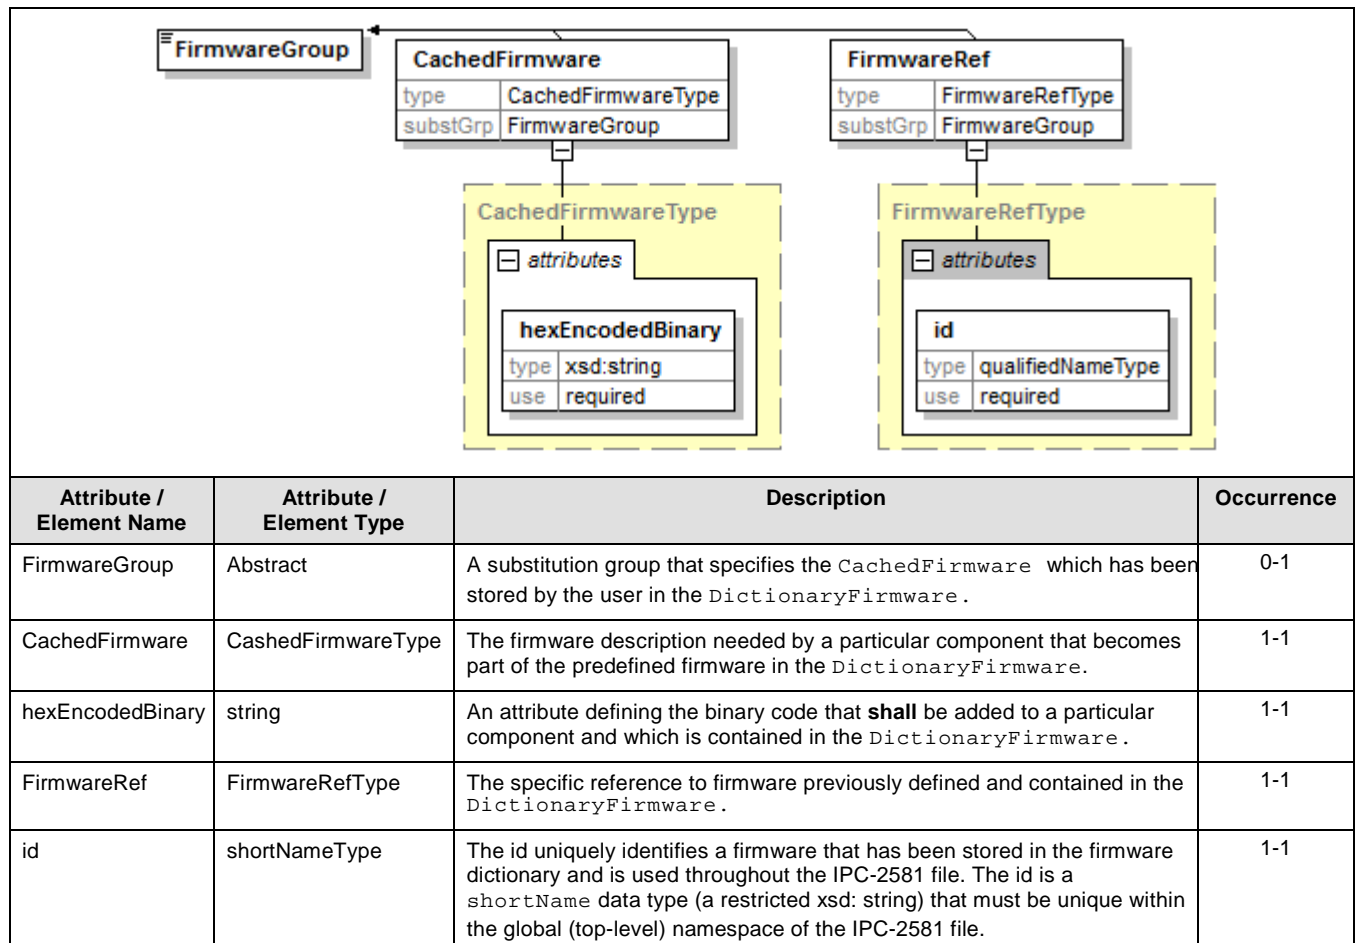 FirmwareGroup
CachedFirmware
type CachedFirmwareType
substGrp FirmwareGroup
FirmwareRef
type FirmwareRefType
substGrp FirmwareGroup
CachedFirmwareType
attributes
hexEncodedBinary
type xsd:string
use required
FirmwareRefType
attributes
id
type qualifiedNameType
use required
Attribute /
Element Name
Attribute /
Element Type
Description
Occurrence
FirmwareGroup
Abstract
A substitution group that specifies the CachedFirmware which has been
stored by the user in the DictionaryFirmware.
0-1
CachedFirmware
CashedFirmwareType
The firmware description needed by a particular component that becomes
part of the predefined firmware in the DictionaryFirmware.
1-1
hexEncodedBinary
string
An attribute defining the binary code that shall be added to a particular
component and which is contained in the DictionaryFirmware.
1-1
FirmwareRef
FirmwareRefType
The specific reference to firmware previously defined and contained in the
DictionaryFirmware.
1-1
id
shortNameType
The id uniquely identifies a firmware that has been stored in the firmware
dictionary and is used throughout the IPC-2581 file. The id is a
shortName data type (a restricted xsd: string) that must be unique within
the global (top-level) namespace of the IPC-2581 file.
1-1